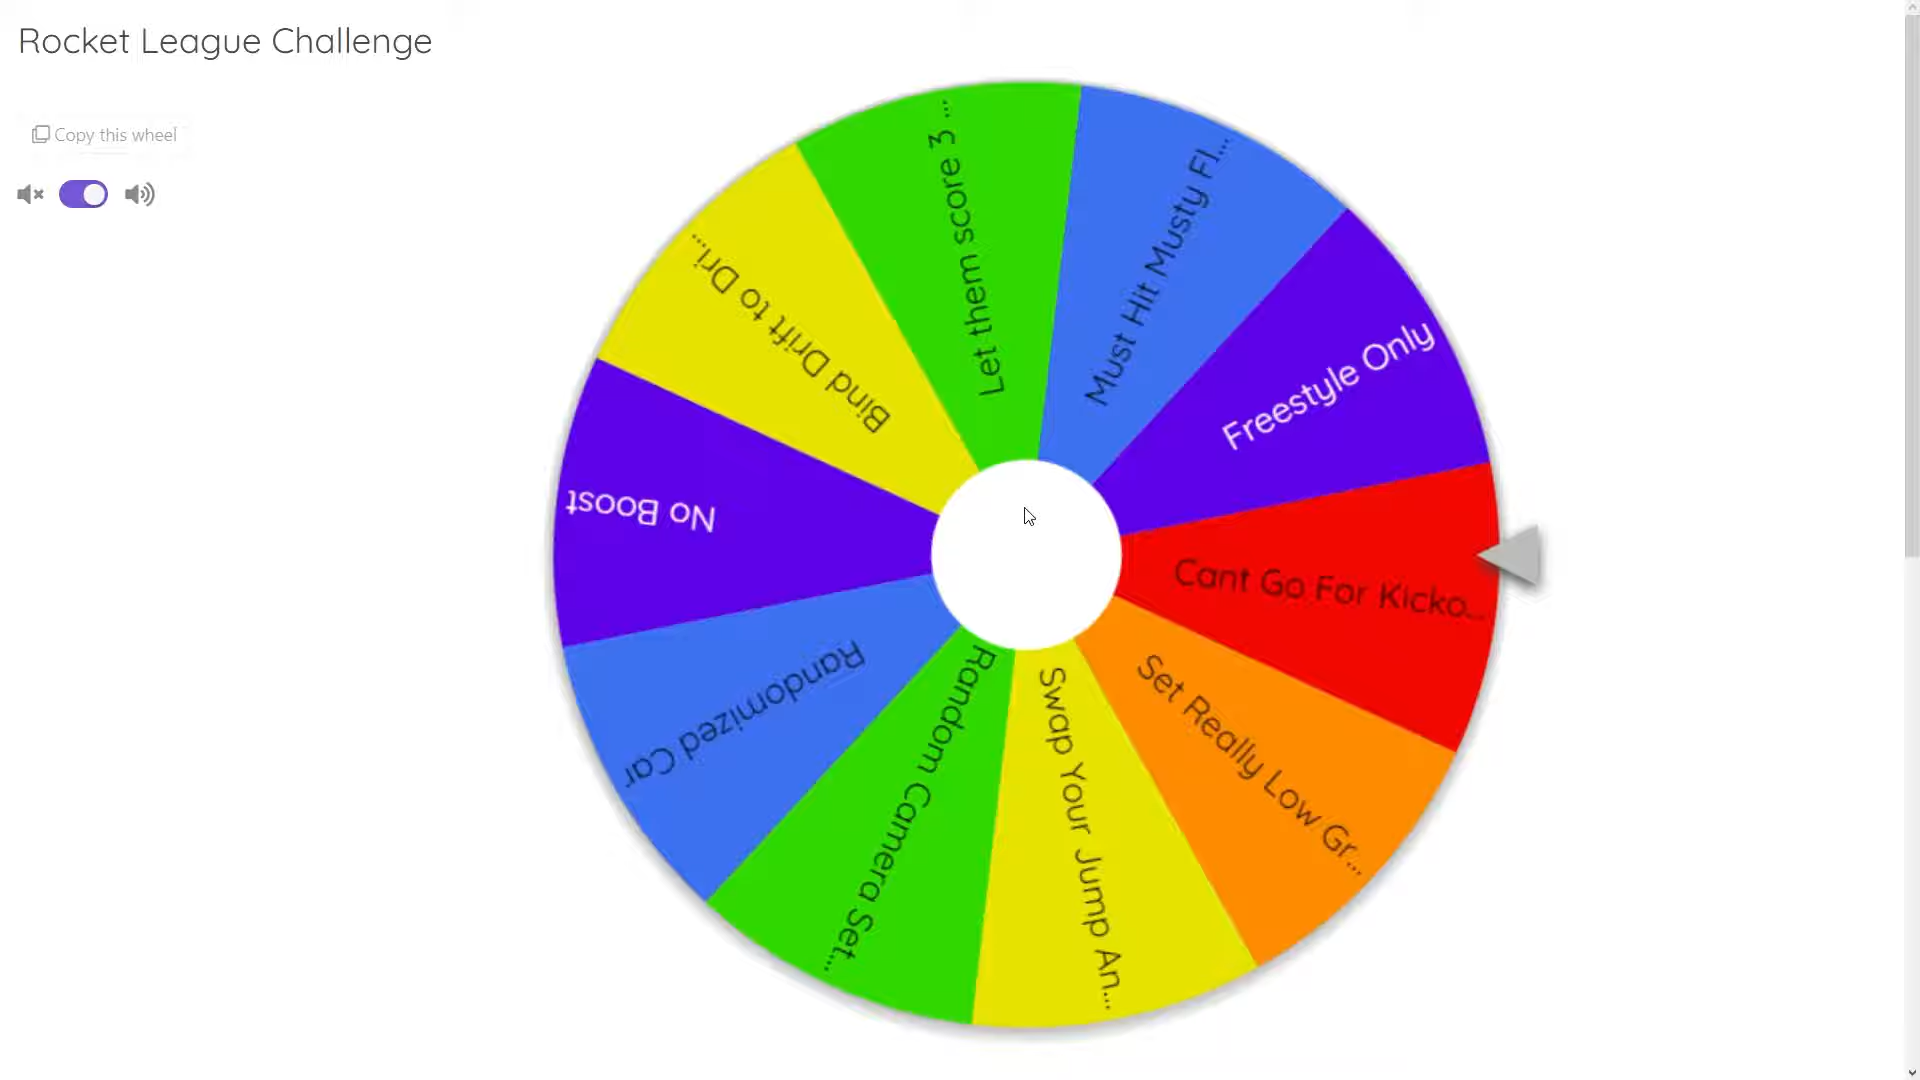 Rocket League Challenge
Copy this wheel
Let them score 3 ...
Must Hit Musty Fl...
Freestyle Only
Cant Go For Kicko...
Set Really Low Gr...
Swap Your Jump An...
Random Camera Set...
Randomized Car
No Boost
Bind Drift to Dri...